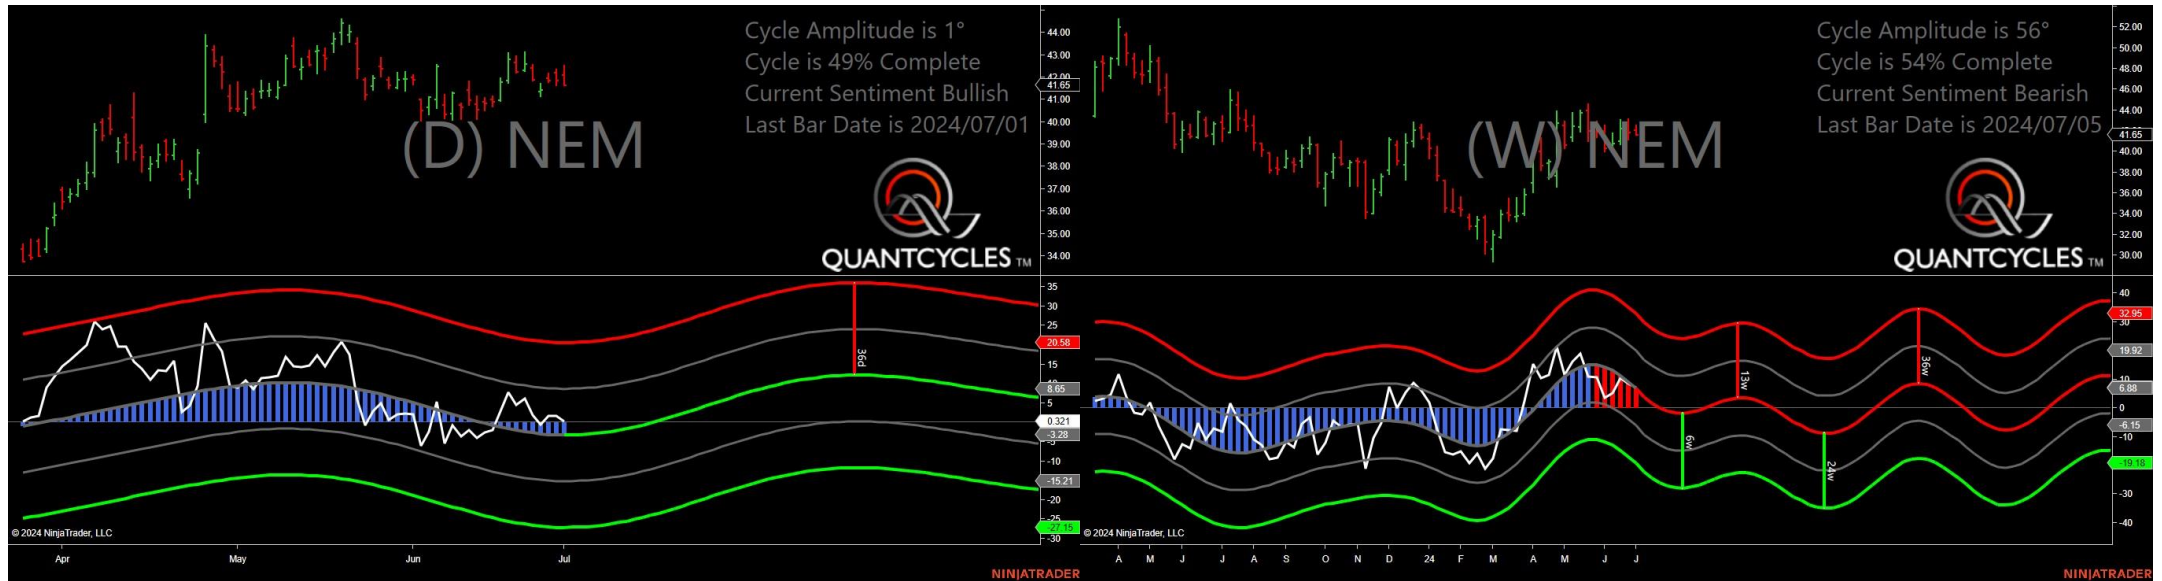 Cycle Amplitude is 1°
Cycle is 49% Complete
Current Sentiment Bullish
Last Bar Date is 2024/07/01
(D) NEM
QUANTCYCLES TM
44.00
43.00
42.00
41.65
41.00
40.00
39.00
38.00
37.00
36.00
35.00
34.00
36d
35
30
25
20.58
15
8.65
5
0.321
-3.28
-10
-15.21
-20
-25
-27.15
-30
© 2024 NinjaTrader, LLC
Apr May Jun Jul
NINJATRADER
Cycle Amplitude is 56°
Cycle is 54% Complete
Current Sentiment Bearish
Last Bar Date is 2024/07/05
(W) NEM
QUANTCYCLES TM
52.00
50.00
48.00
46.00
44.00
41.65
40.00
38.00
36.00
34.00
32.00
30.00
13w
36w
6w
24w
40
32.95
30
19.92
10
6.88
0
-6.15
-10
-19.18
-30
-40
© 2024 NinjaTrader, LLC
A M J J A S O N D 24 F M A M J J
NINJATRADER